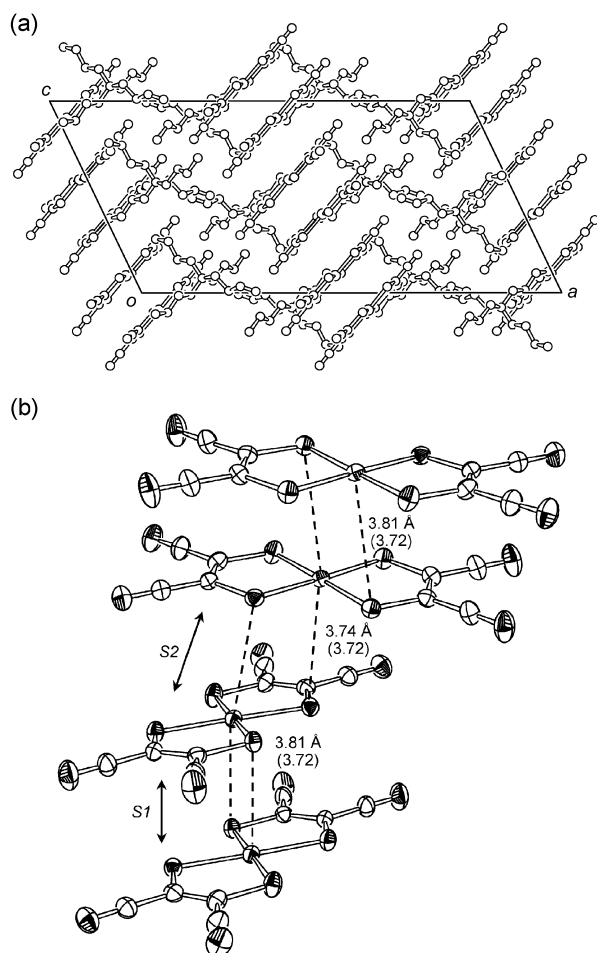 (a)
c
o
a
(b)
3.81 Å
(3.72)
3.74 Å
(3.72)
S2
3.81 Å
(3.72)
S1